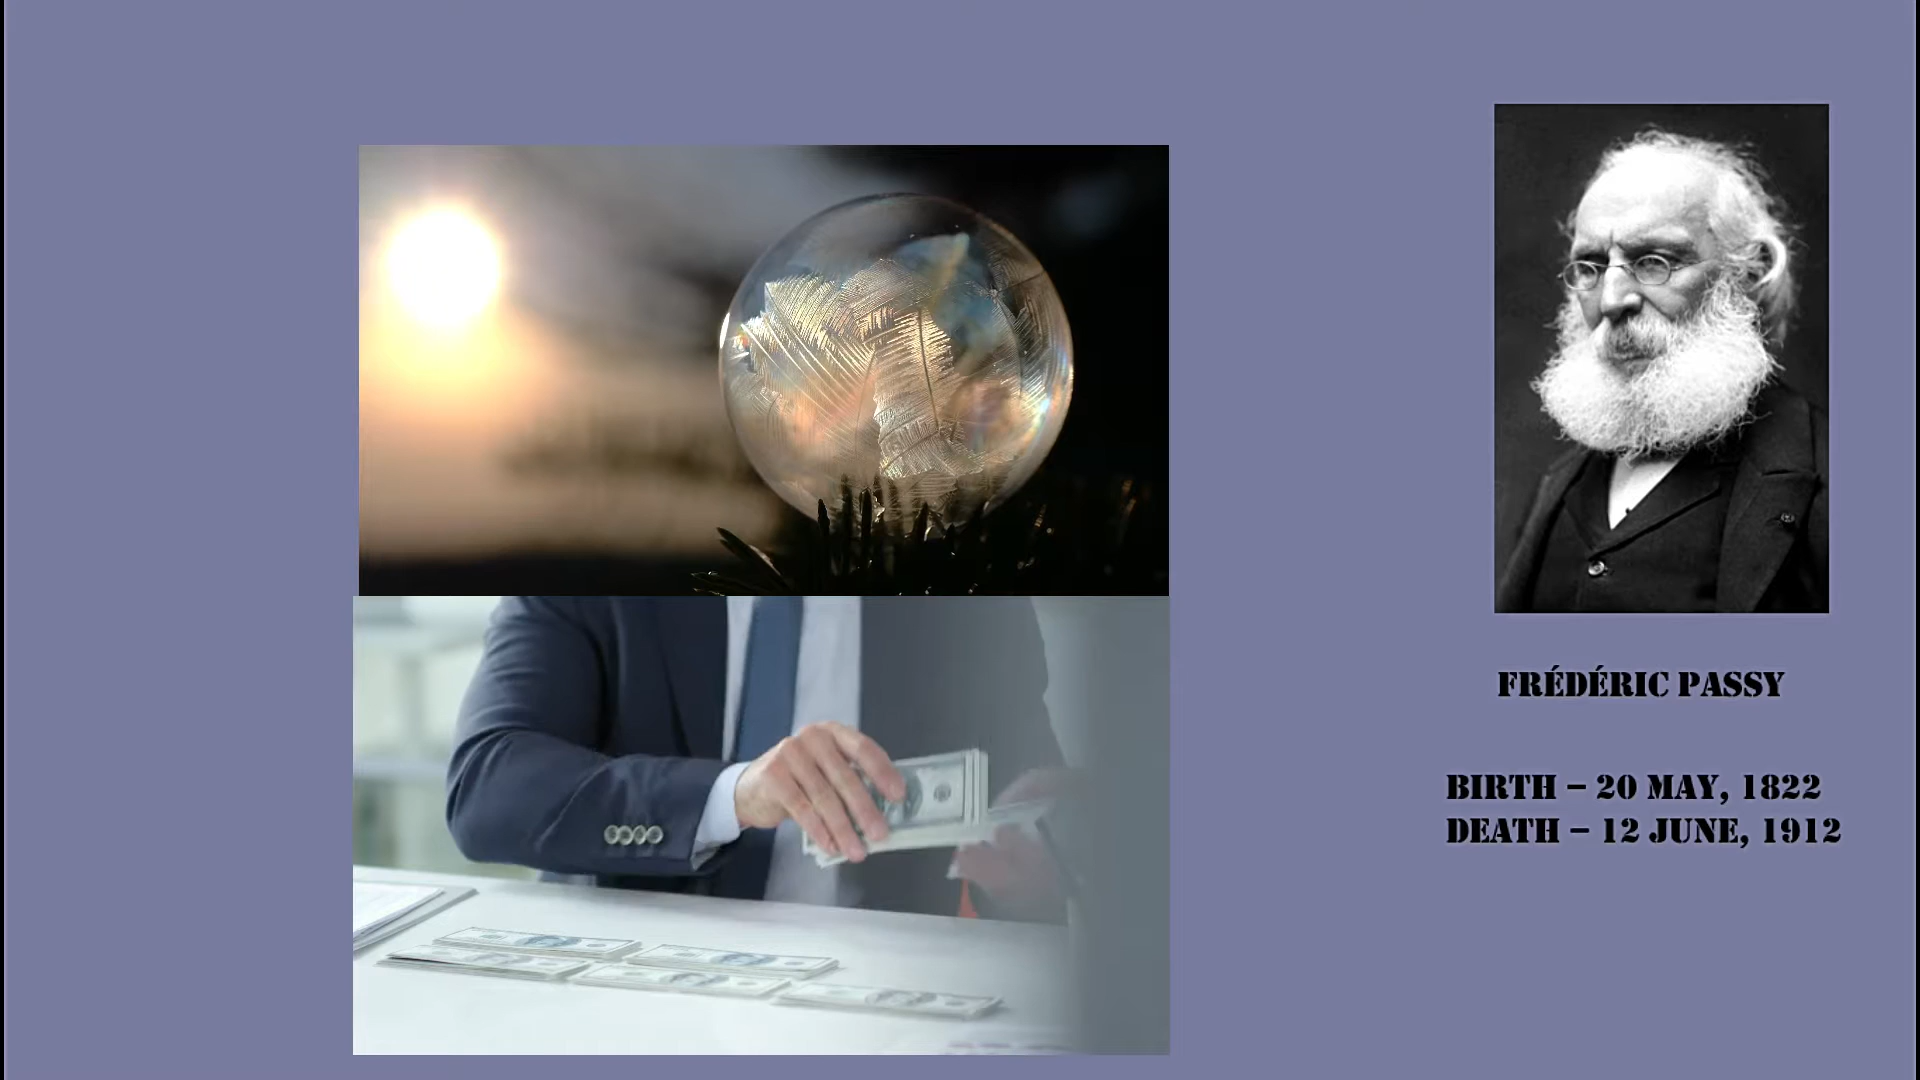 FRÉDÉRIC PASSY
BIRTH – 20 MAY, 1822
DEATH – 12 JUNE, 1912